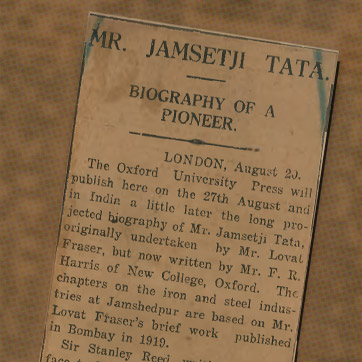 MR. JAMSETJI TATA.
BIOGRAPHY OF A
PIONEER.
LONDON, August 20.
The Oxford University Press will
publish here on the 27th August and
in India a little later the long pro-
jected biography of Mr. Jamsetji Tata,
originally undertaken by Mr. Lovat
Fraser, but now written by Mr. F. R.
Harris of New College, Oxford. The
chapters on the iron and steel indus-
tries at Jamshedpur are based on Mr.
Lovat Fraser's brief work published
in Bombay in 1919.
Sir Stanley Reed